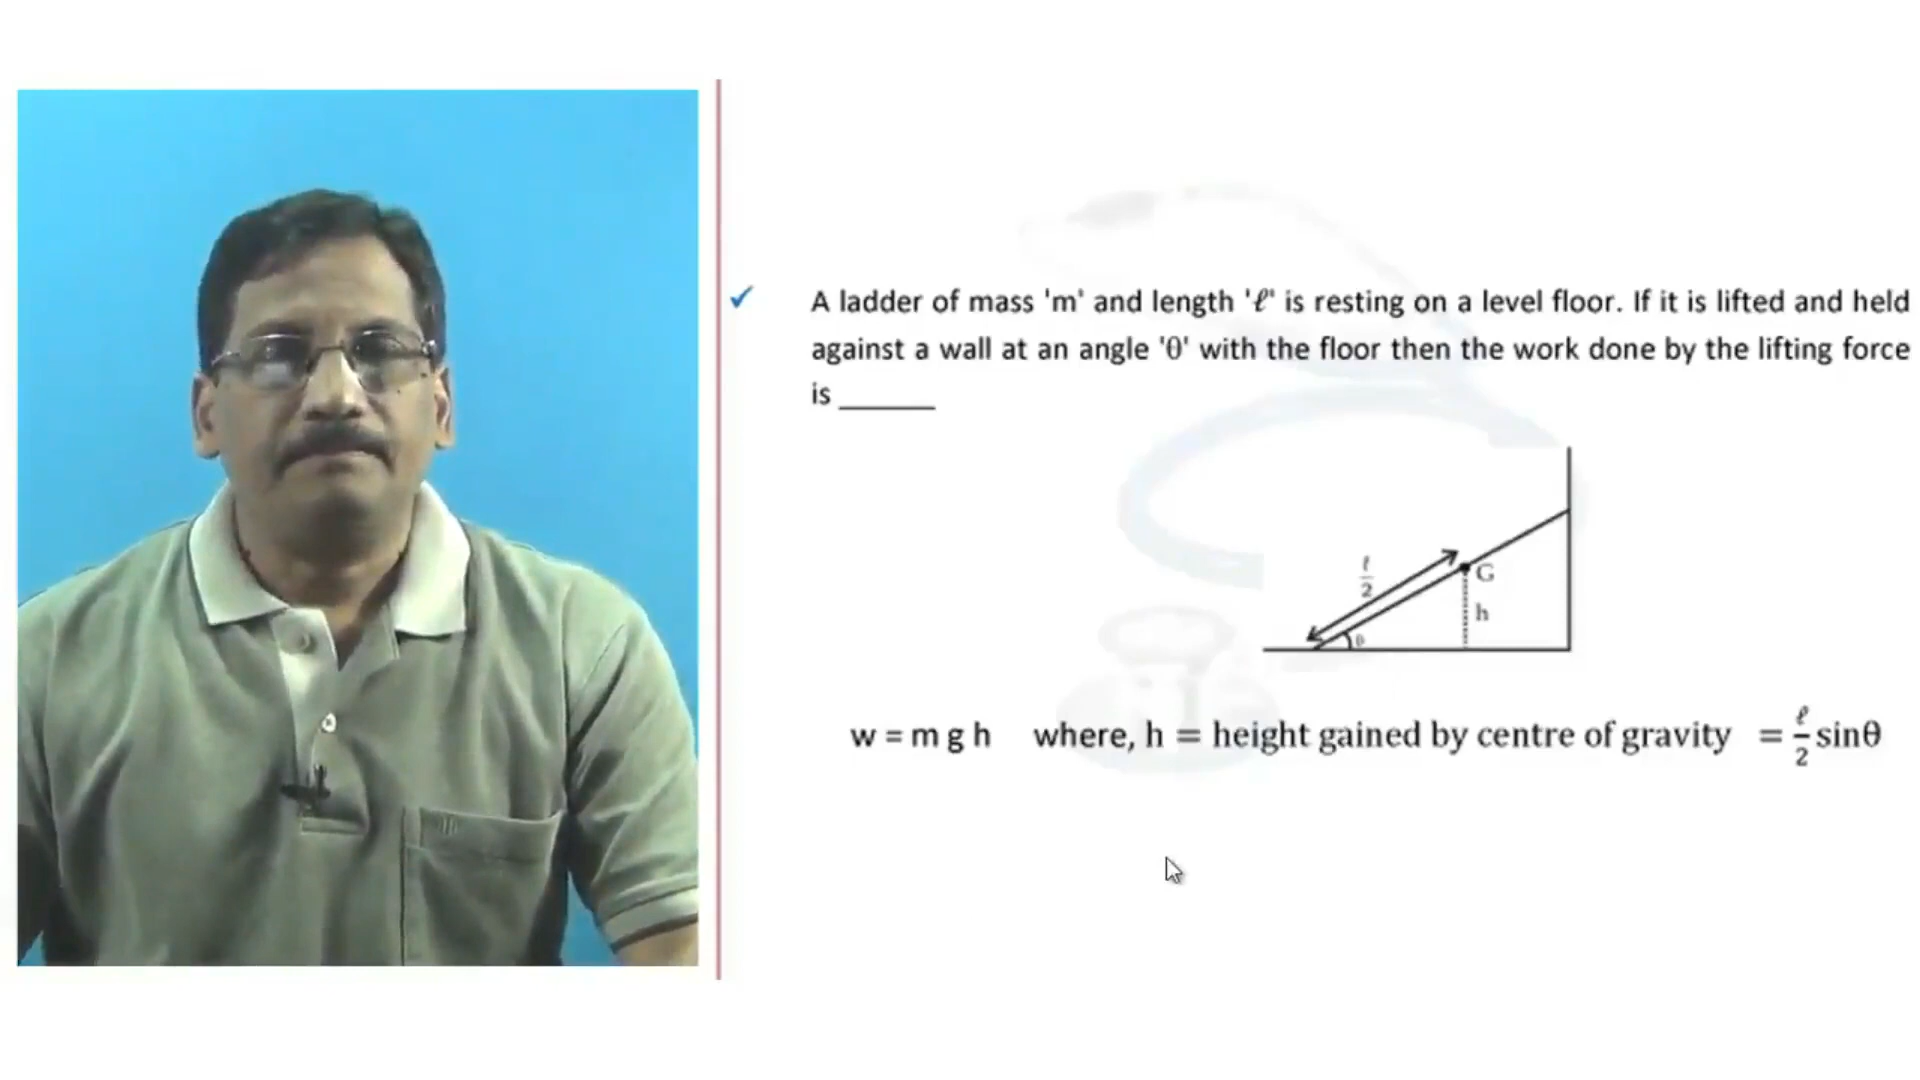 A ladder of mass 'm' and length 'ℓ' is resting on a level floor. If it is lifted and held
against a wall at an angle 'θ' with the floor then the work done by the lifting force
is ______
ℓ/2
G
h
θ
w = m g h where, h = height gained by centre of gravity = ℓ/2 sinθ